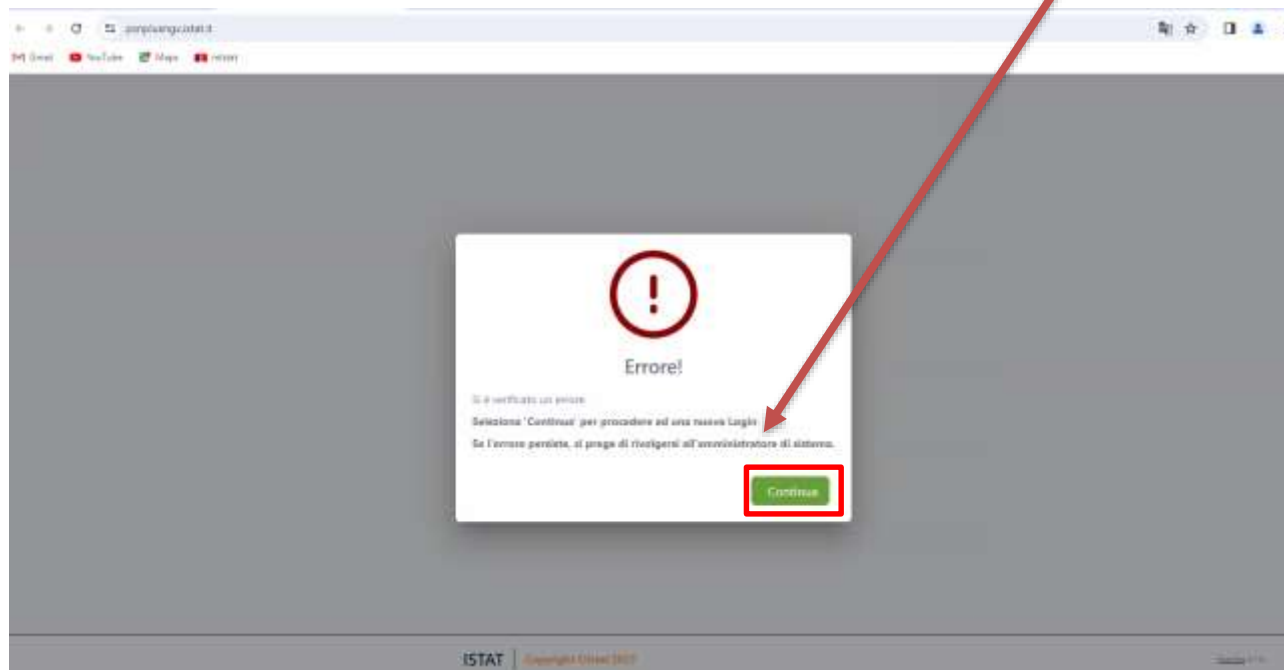 Gmail YouTube Maps
Errore!
Si è verificato un errore
Seleziona 'Continua' per procedere ad una nuova Login
Se l'errore persiste, si prega di rivolgersi all'amministratore di sistema.
Continua
ISTAT